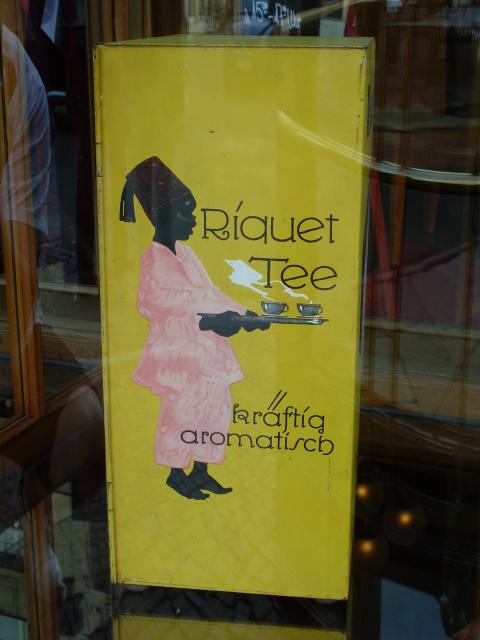 Riquet
Tee
kräftig
aromatisch